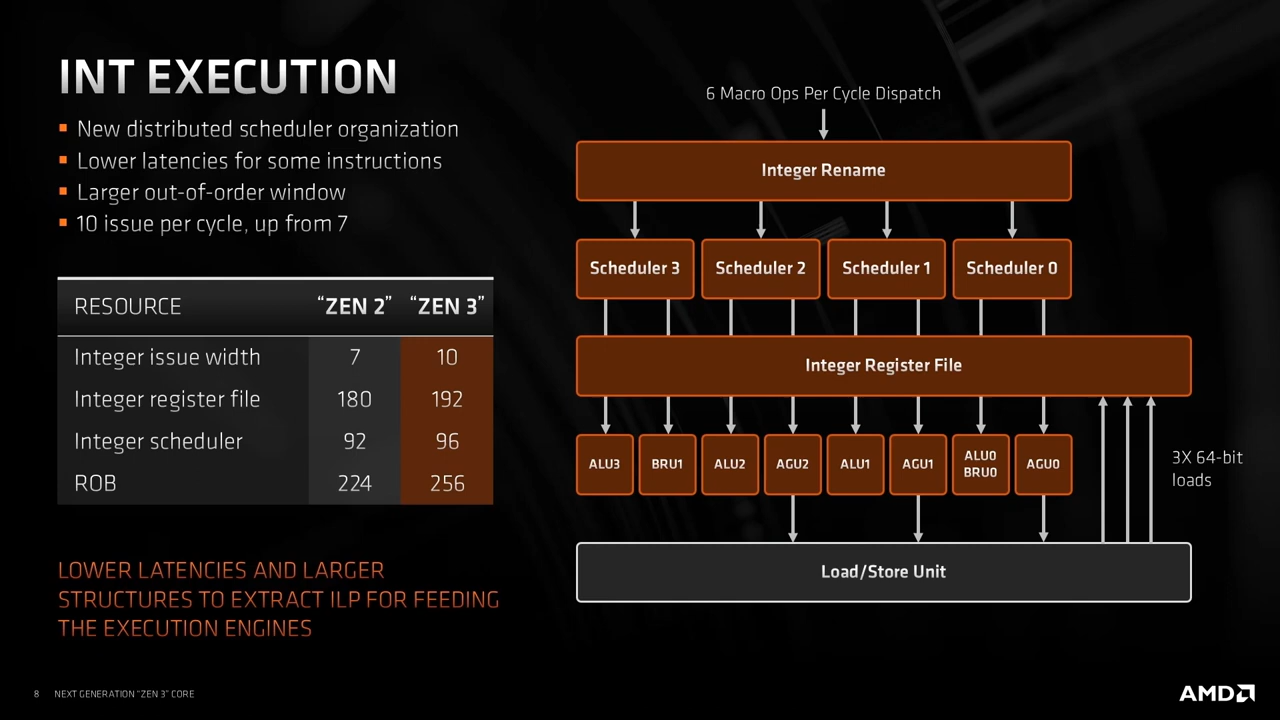 INT EXECUTION
▪ New distributed scheduler organization
▪ Lower latencies for some instructions
▪ Larger out-of-order window
▪ 10 issue per cycle, up from 7
RESOURCE “ZEN 2” “ZEN 3”
Integer issue width 7 10
Integer register file 180 192
Integer scheduler 92 96
ROB 224 256
LOWER LATENCIES AND LARGER
STRUCTURES TO EXTRACT ILP FOR FEEDING
THE EXECUTION ENGINES
6 Macro Ops Per Cycle Dispatch
Integer Rename
Scheduler 3 Scheduler 2 Scheduler 1 Scheduler 0
Integer Register File
ALU3 BRU1 ALU2 AGU2 ALU1 AGU1 ALU0 AGU0
BRU0
3X 64-bit
loads
Load/Store Unit
8 NEXT GENERATION “ZEN 3” CORE
AMD